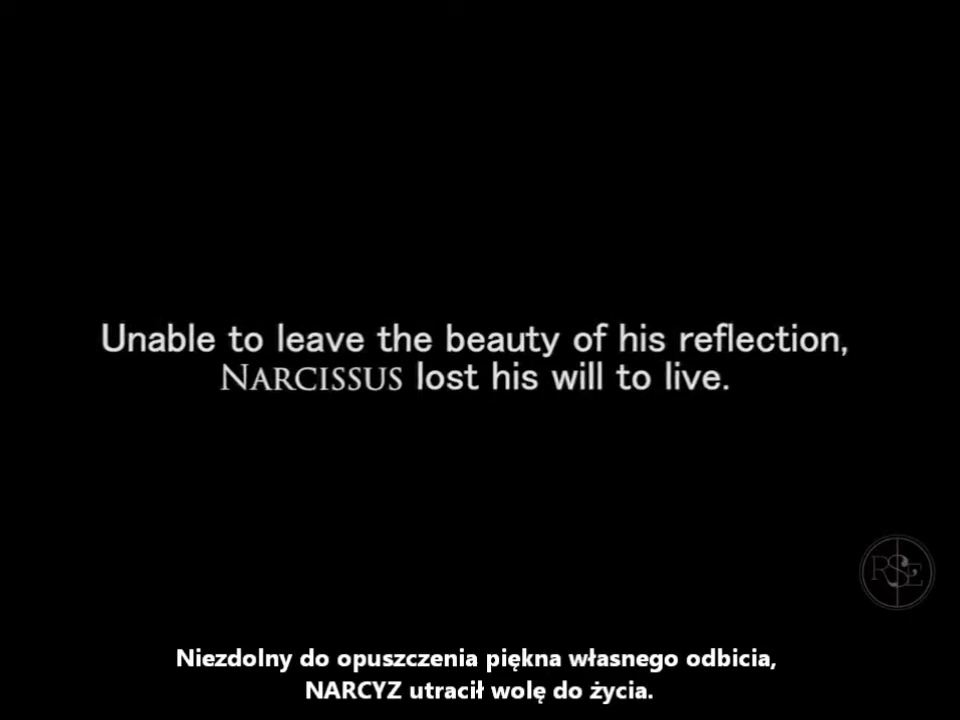 Unable to leave the beauty of his reflection,
NARCISSUS lost his will to live.
RSE
Niezdolny do opuszczenia piękna własnego odbicia,
NARCYZ utracił wolę do życia.